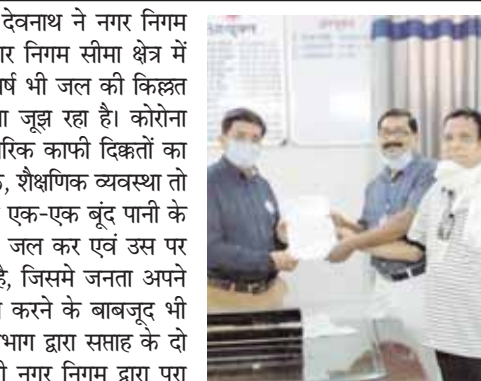 देवनाथ ने नगर निगम
र निगम सीमा क्षेत्र में
र्ष भी जल की किल्लत
ा जूझ रहा है। कोरोना
रिक काफी दिक्कतों का
, शैक्षणिक व्यवस्था तो
एक-एक बूंद पानी के
जल कर एवं उस पर
है, जिसमे जनता अपने
करने के बाबजूद भी
भाग द्वारा सप्ताह के दो
नगर निगम द्वारा पूरा